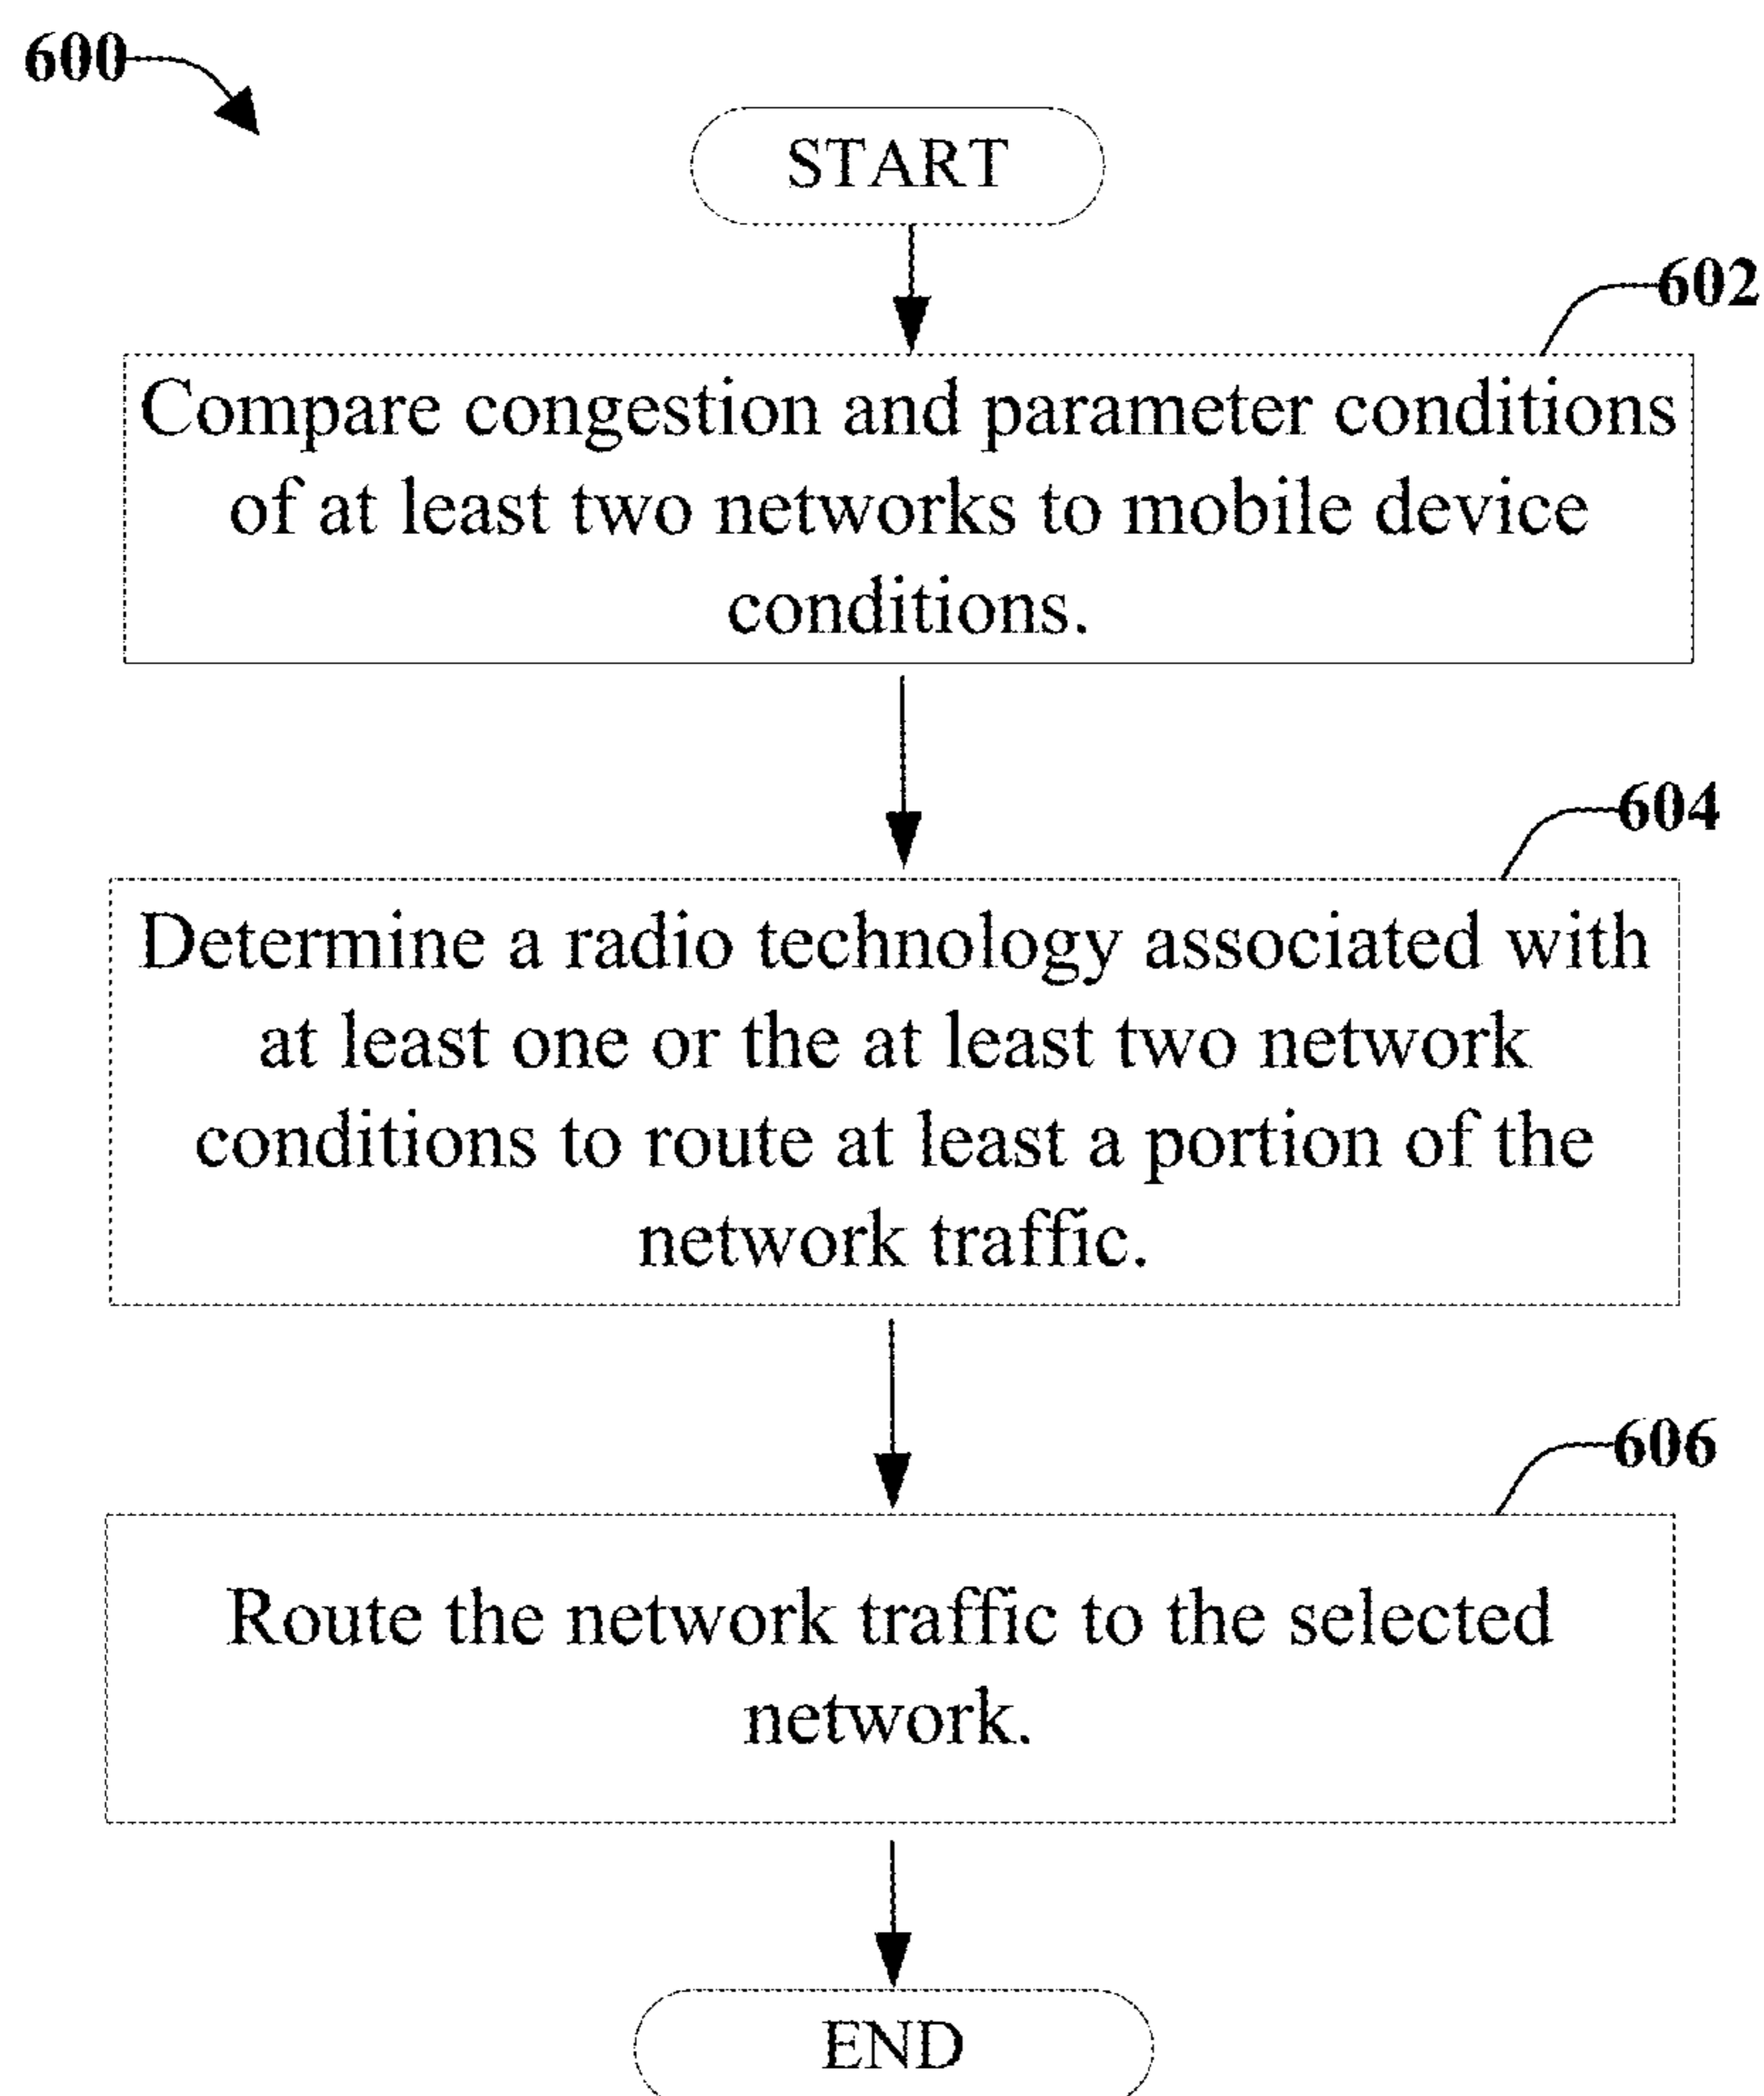 600
START
602
Compare congestion and parameter conditions
of at least two networks to mobile device
conditions.
604
Determine a radio technology associated with
at least one or the at least two network
conditions to route at least a portion of the
network traffic.
606
Route the network traffic to the selected
network.
END